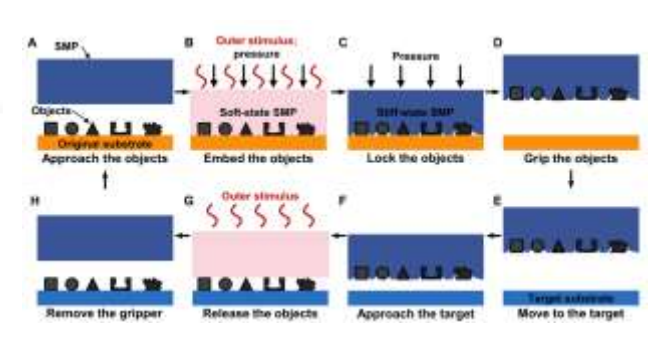 A
SMP
Objects
Original substrate
Approach the objects
B
Outer stimulus;
pressure
Soft-state SMP
Embed the objects
C
Pressure
Stiff-state SMP
Lock the objects
D
Grip the objects
H
Remove the gripper
G
Outer stimulus
Release the objects
F
Approach the target
E
Target substrate
Move to the target